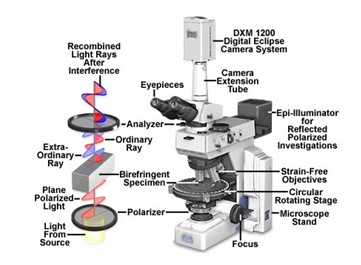 Recombined
Light Rays
After
Interference
DXM 1200
Digital Eclipse
Camera System
Camera
Extension
Tube
Eyepieces
Analyzer
Epi-Illuminator
for
Reflected
Polarized
Investigations
Ordinary
Ray
Extra-
Ordinary
Ray
Birefringent
Specimen
Strain-Free
Objectives
Circular
Rotating Stage
Plane
Polarized
Light
Polarizer
Microscope
Stand
Light
From
Source
Focus